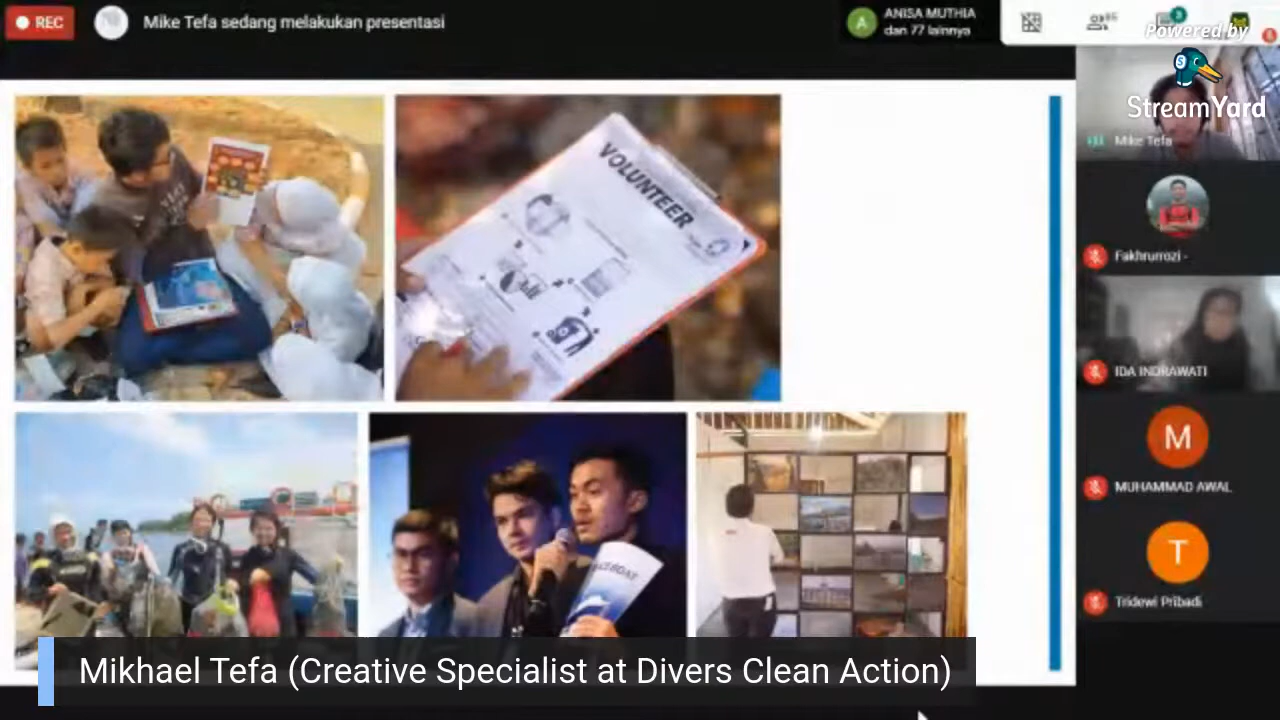 REC
Mike Tefa sedang melakukan presentasi
A
ANISA MUTHIA
dan 77 lainnya
3
Powered by
StreamYard
Mike Tefa
VOLUNTEER
Fakhrurrozi -
IDA INDRAWATI
M
MUHAMMAD AWAL
T
Tridewi Pribadi
Mikhael Tefa (Creative Specialist at Divers Clean Action)